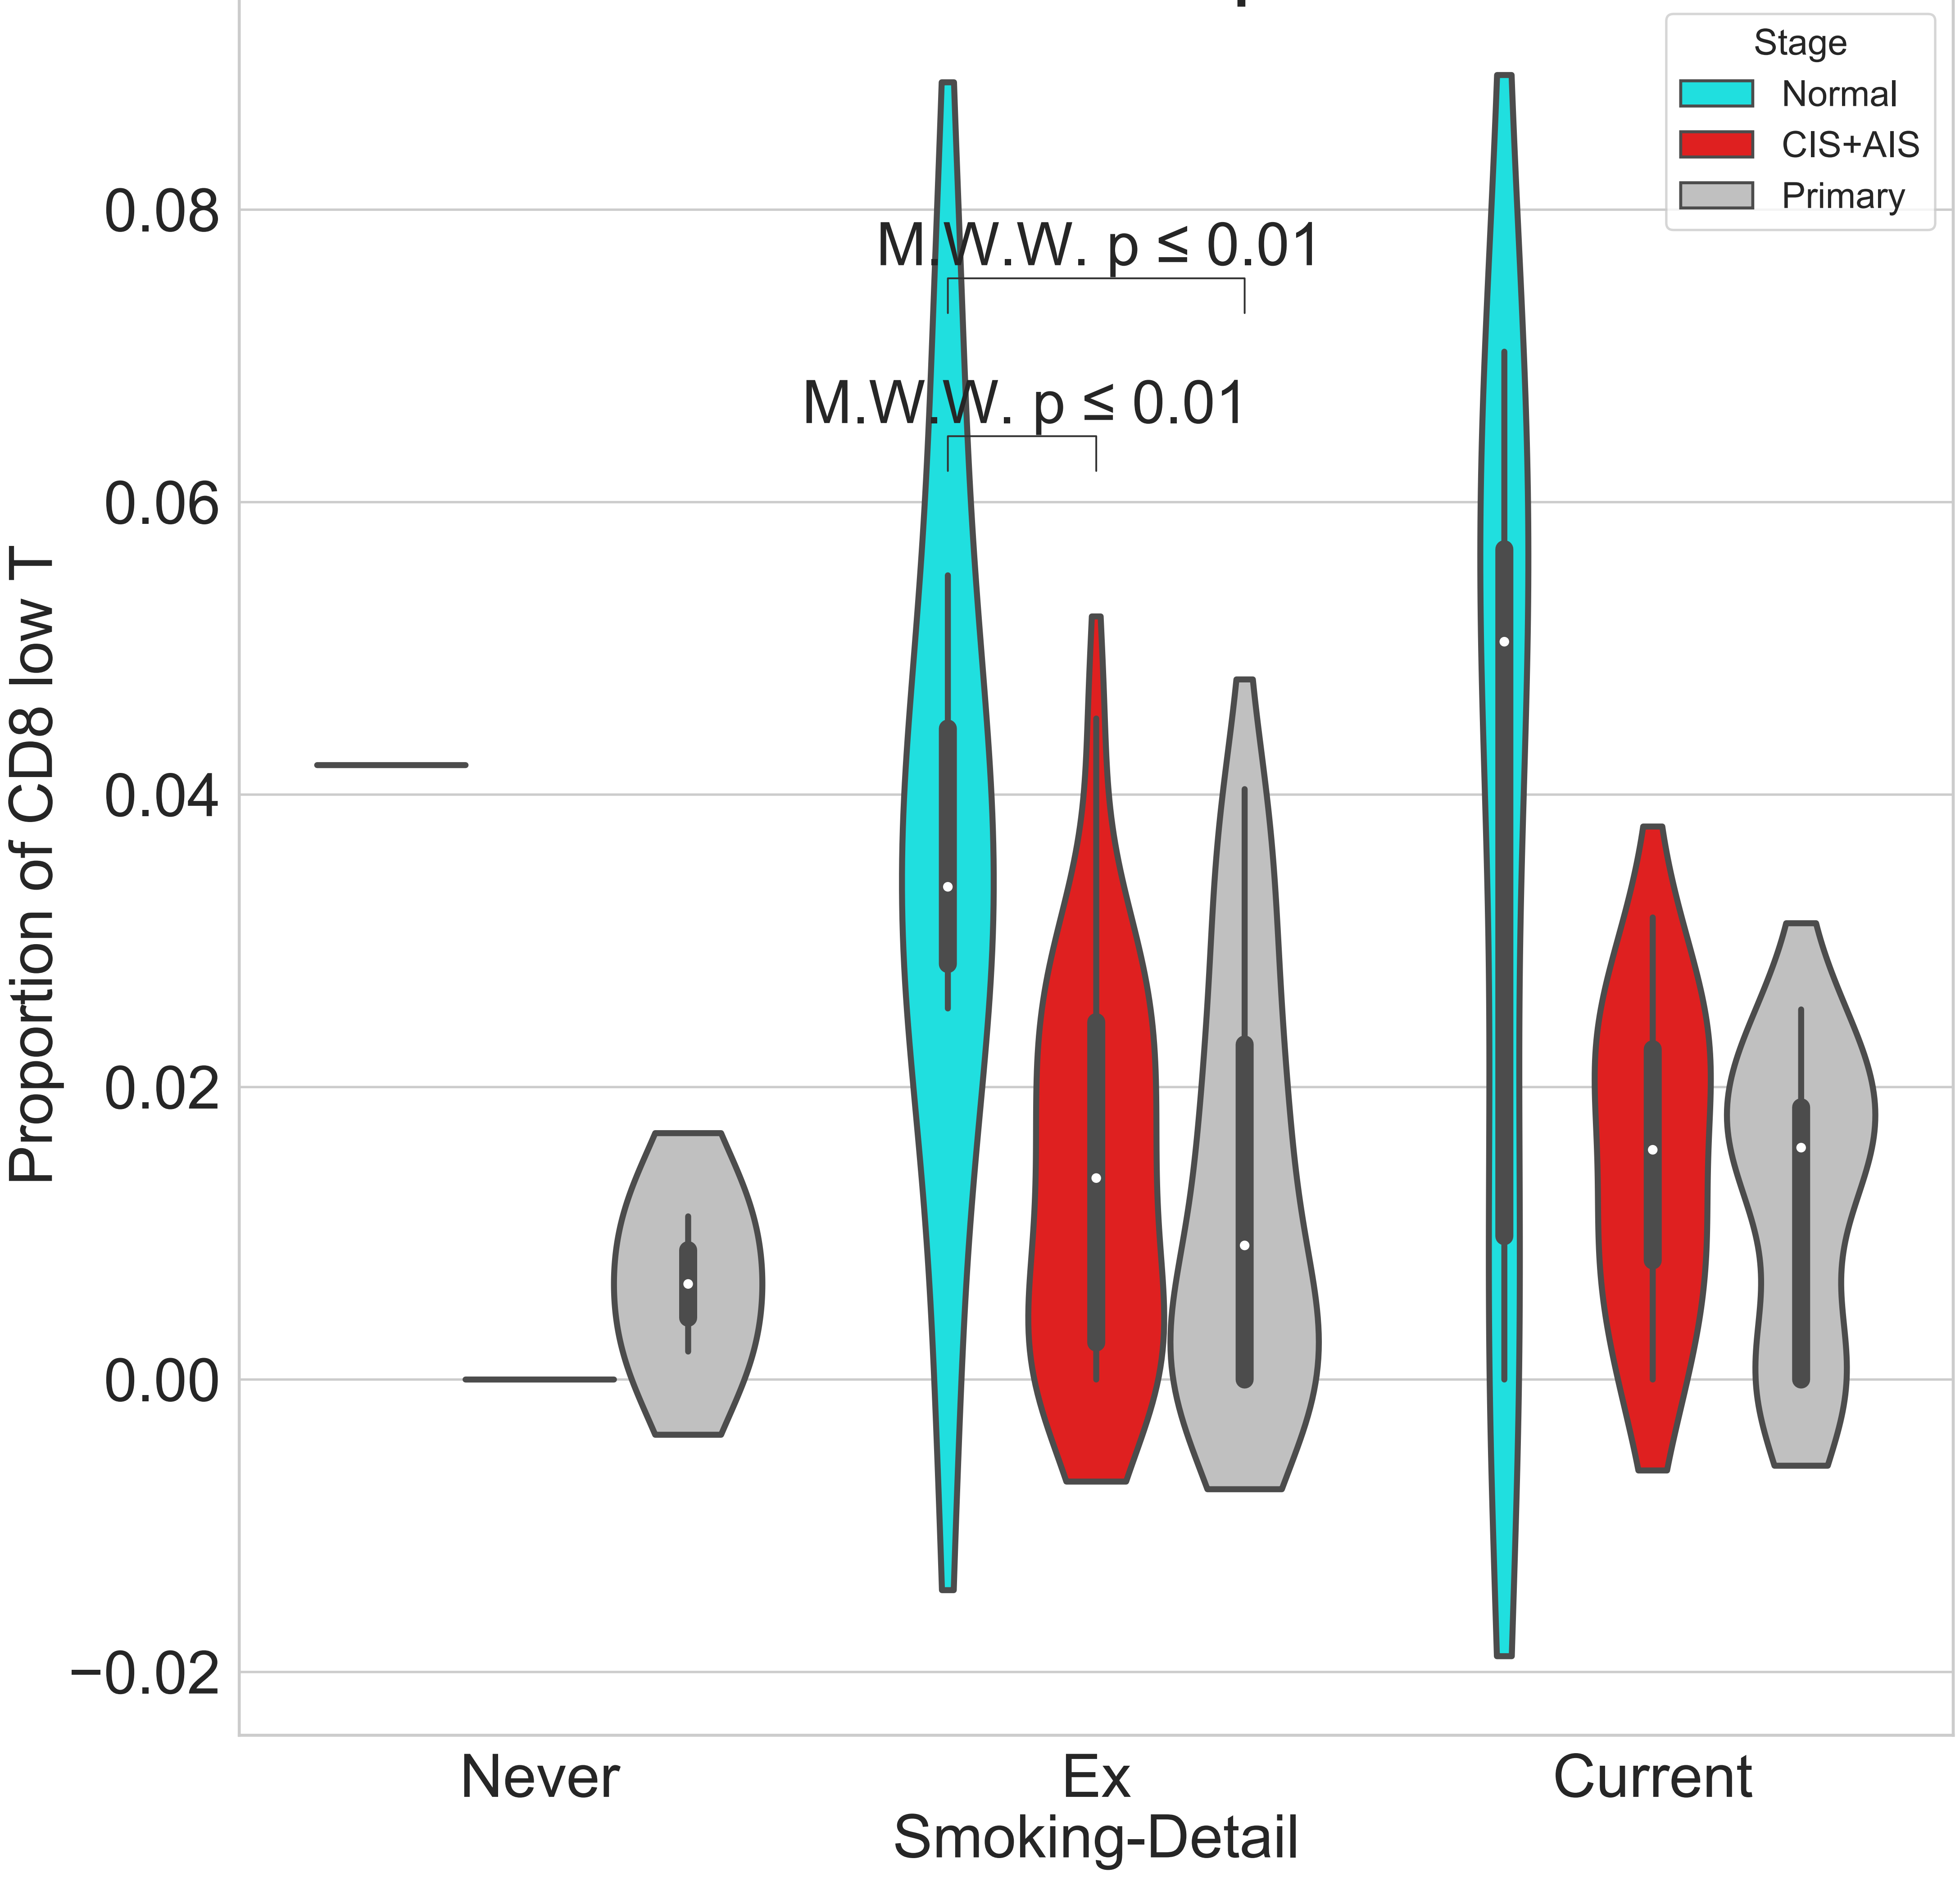 Stage
Normal
CIS+AIS
Primary
M.W.W. p ≤ 0.01
M.W.W. p ≤ 0.01
Proportion of CD8 low T
0.08
0.06
0.04
0.02
0.00
−0.02
Never
Ex
Current
Smoking-Detail